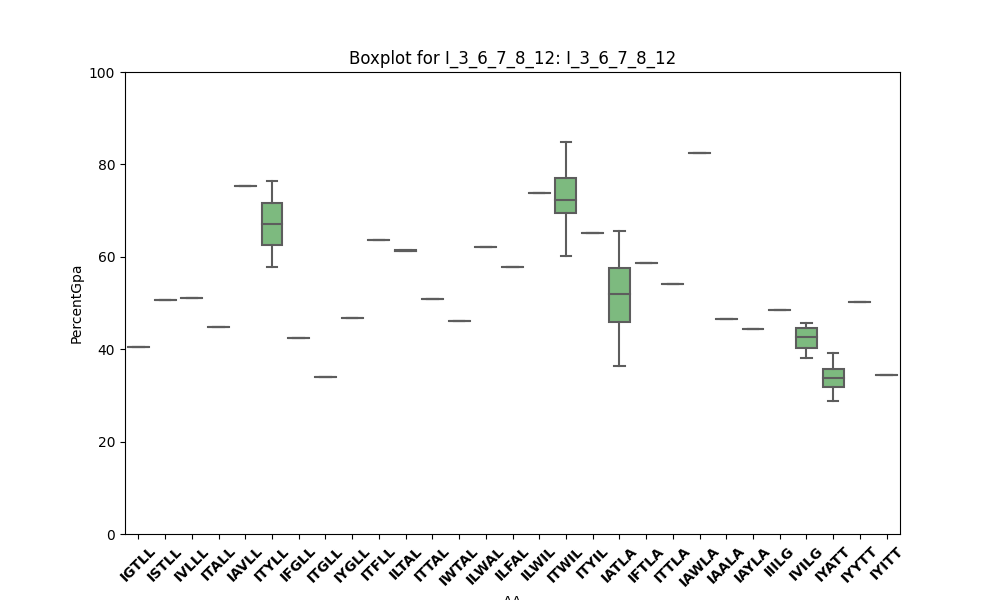 Boxplot for I_3_6_7_8_12: I_3_6_7_8_12
100
80
60
40
20
0
PercentGpa
IGTLL
ISTLL
IVLLL
ITALL
IAVLL
ITYLL
IFGLL
ITGLL
IYGLL
ITFLL
ILTAL
ITTAL
IWTAL
ILWAL
ILFAL
ILWIL
ITWIL
ITYIL
IATLA
IFTLA
ITTLA
IAWLA
IAALA
IAYLA
IIILG
IVILG
IYATT
IYYTT
IYITT
AA